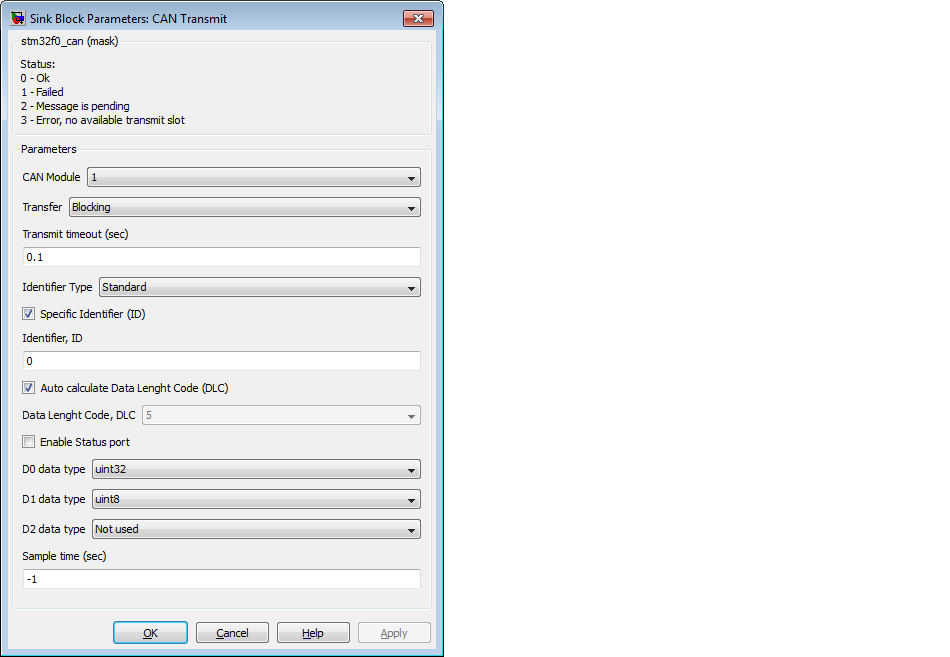 Sink Block Parameters: CAN Transmit
stm32f0_can (mask)
Status:
0 - Ok
1 - Failed
2 - Message is pending
3 - Error, no available transmit slot
Parameters
CAN Module 1
Transfer Blocking
Transmit timeout (sec)
0.1
Identifier Type Standard
Specific Identifier (ID)
Identifier, ID
0
Auto calculate Data Lenght Code (DLC)
Data Lenght Code, DLC 5
Enable Status port
D0 data type uint32
D1 data type uint8
D2 data type Not used
Sample time (sec)
-1
OK Cancel Help Apply